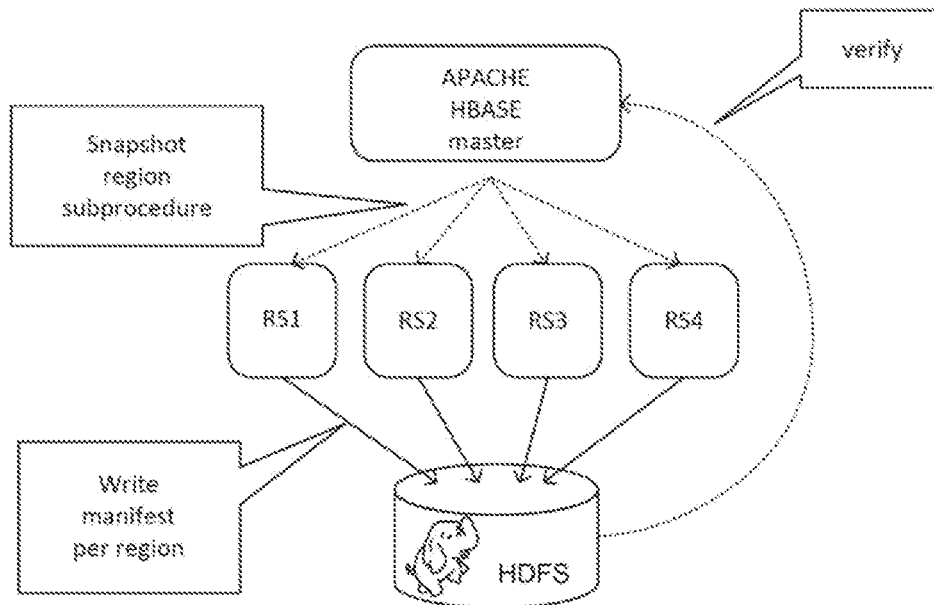 verify
APACHE
HBASE
master
Snapshot
region
subprocedure
RS1
RS2
RS3
RS4
Write
manifest
per region
HDFS